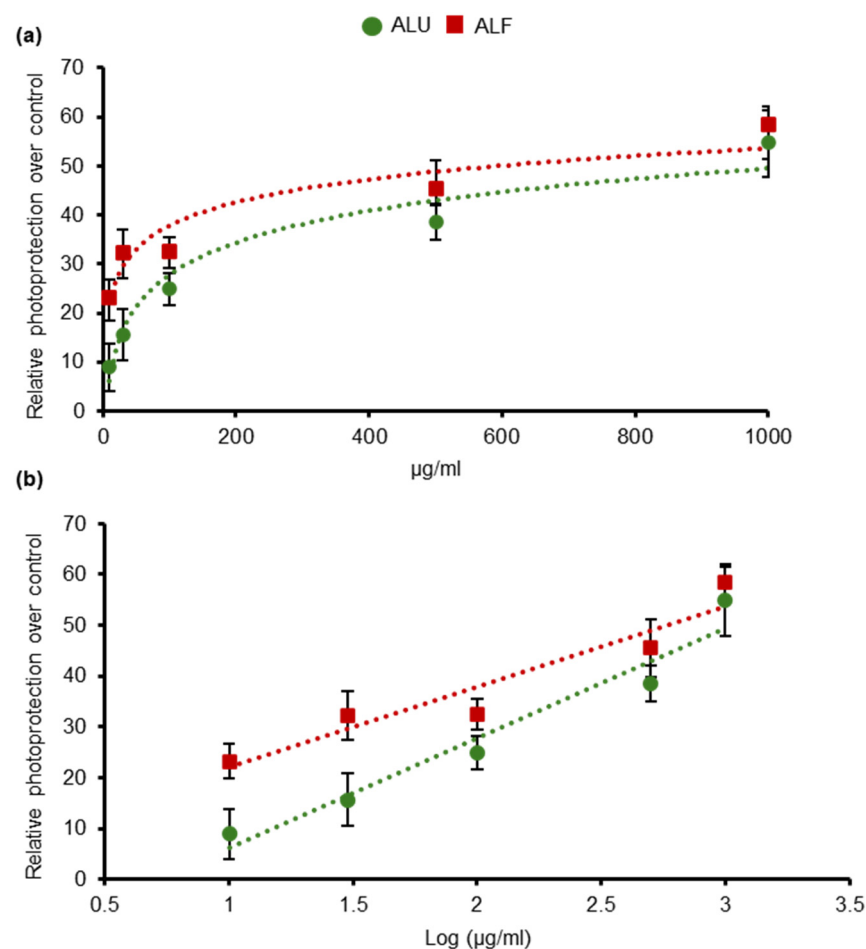 ALU ALF
(a)
Relative photoprotection over control
70
60
50
40
30
20
10
0
0 200 400 600 800 1000
µg/ml
(b)
Relative photoprotection over control
70
60
50
40
30
20
10
0
0.5 1 1.5 2 2.5 3 3.5
Log (µg/ml)